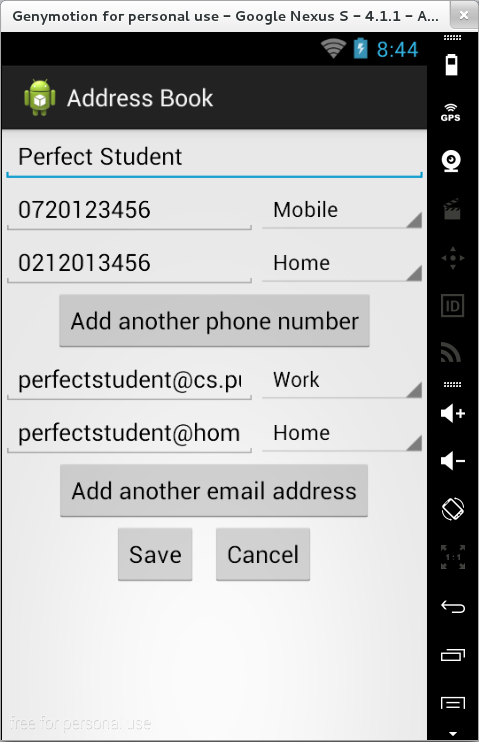 Genymotion for personal use – Google Nexus S – 4.1.1 – A...
8:44
GPS
Address Book
Perfect Student
0720123456 Mobile
0212013456 Home
ID
Add another phone number
perfectstudent@cs.pu Work
perfectstudent@hom Home
Add another email address
Save Cancel
1:1
free for personal use